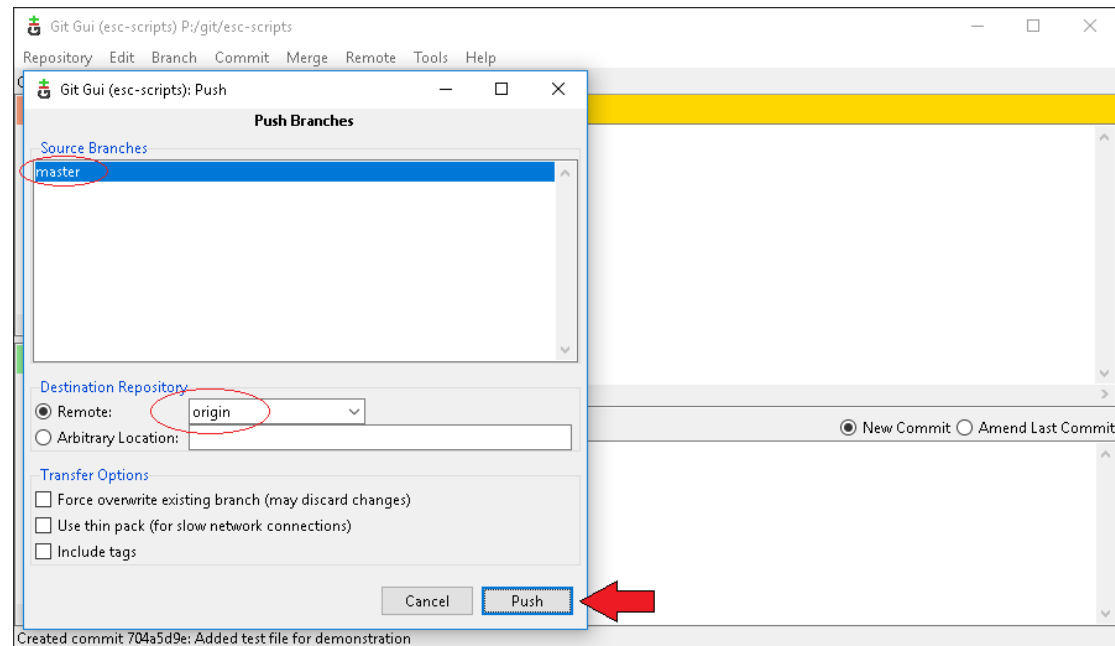 Git Gui (esc-scripts) P:/git/esc-scripts
Repository Edit Branch Commit Merge Remote Tools Help
Git Gui (esc-scripts): Push
Push Branches
Source Branches
master
Destination Repository
Remote: origin
Arbitrary Location:
New Commit Amend Last Commit
Transfer Options
Force overwrite existing branch (may discard changes)
Use thin pack (for slow network connections)
Include tags
Cancel Push
Created commit 704a5d9e: Added test file for demonstration